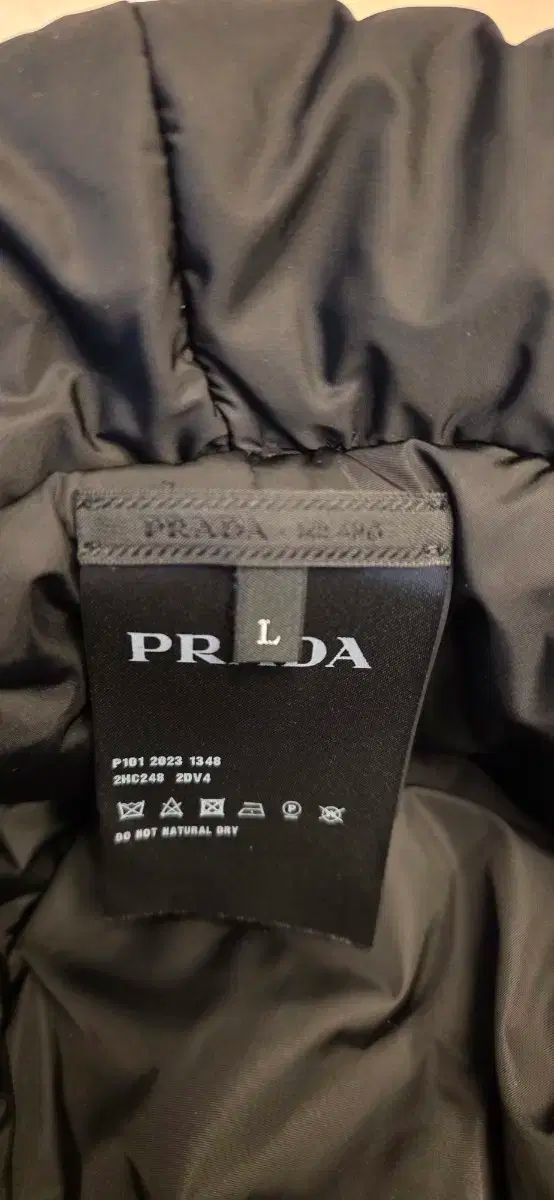 PRADA
L
PRADA
P101 2023 1348
2HC248 2DV4
DO NOT NATURAL DRY